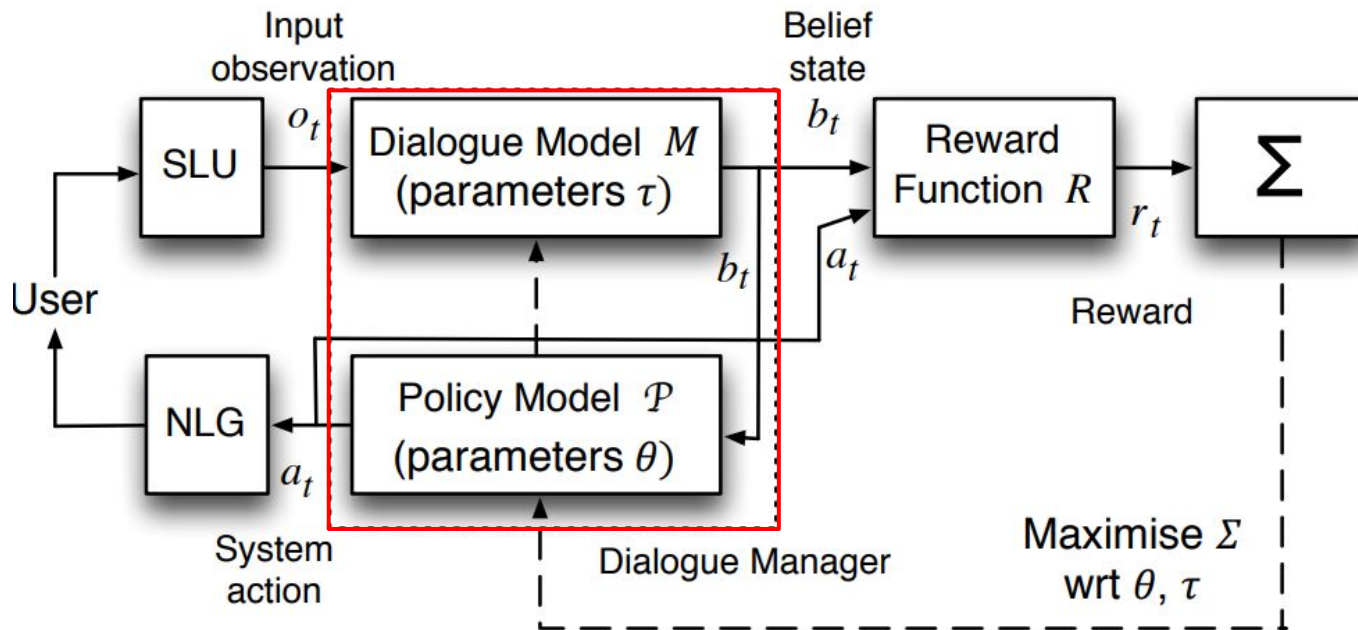 Input
observation
Belief
state
o_t
b_t
SLU
Dialogue Model M
(parameters τ)
Reward
Function R
Σ
r_t
b_t
a_t
User
Reward
NLG
Policy Model 𝒫
(parameters θ)
a_t
System
action
Dialogue Manager
Maximise Σ
wrt θ, τ